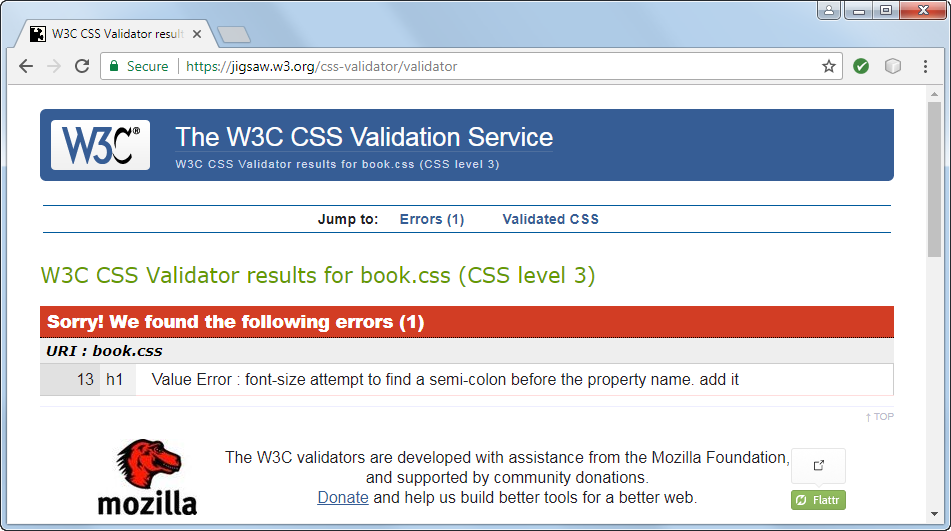 W3C CSS Validator result
Secure https://jigsaw.w3.org/css-validator/validator
W3C® The W3C CSS Validation Service
W3C CSS Validator results for book.css (CSS level 3)
Jump to: Errors (1) Validated CSS
W3C CSS Validator results for book.css (CSS level 3)
Sorry! We found the following errors (1)
URI : book.css
13 h1 Value Error : font-size attempt to find a semi-colon before the property name. add it
↑ TOP
The W3C validators are developed with assistance from the Mozilla Foundation,
and supported by community donations.
Donate and help us build better tools for a better web.
mozilla
Flattr